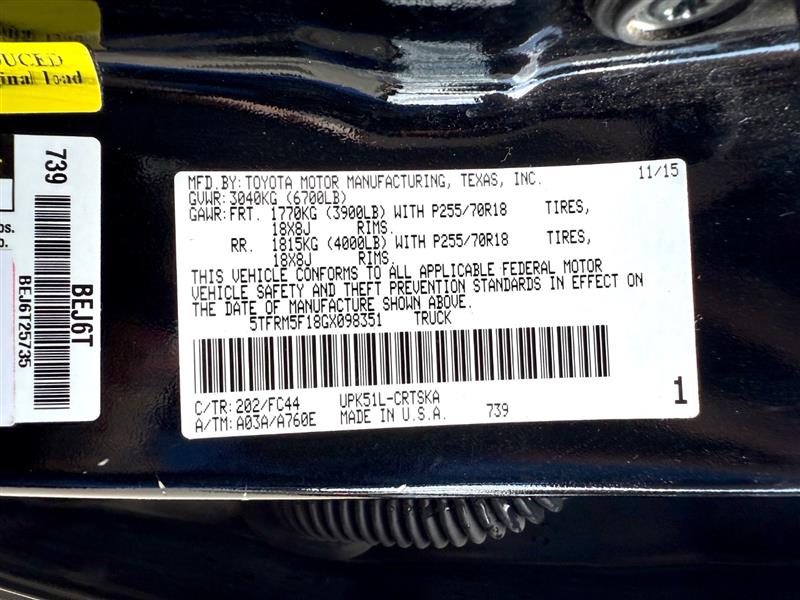 DUCED
ginal Load
739
BEJ6T
BEJ6T25735
MFD.BY:TOYOTA MOTOR MANUFACTURING, TEXAS, INC. 11/15
GVWR:3040KG (6700LB)
GAWR:FRT. 1770KG (3900LB) WITH P255/70R18 TIRES,
18X8J RIMS.
RR. 1815KG (4000LB) WITH P255/70R18 TIRES,
18X8J RIMS.
THIS VEHICLE CONFORMS TO ALL APPLICABLE FEDERAL MOTOR
VEHICLE SAFETY AND THEFT PREVENTION STANDARDS IN EFFECT ON
THE DATE OF MANUFACTURE SHOWN ABOVE.
5TFRM5F18GX098351 TRUCK
C/TR:202/FC44 UPK51L-CRTSKA
A/TM:A03A/A760E MADE IN U.S.A. 739
1